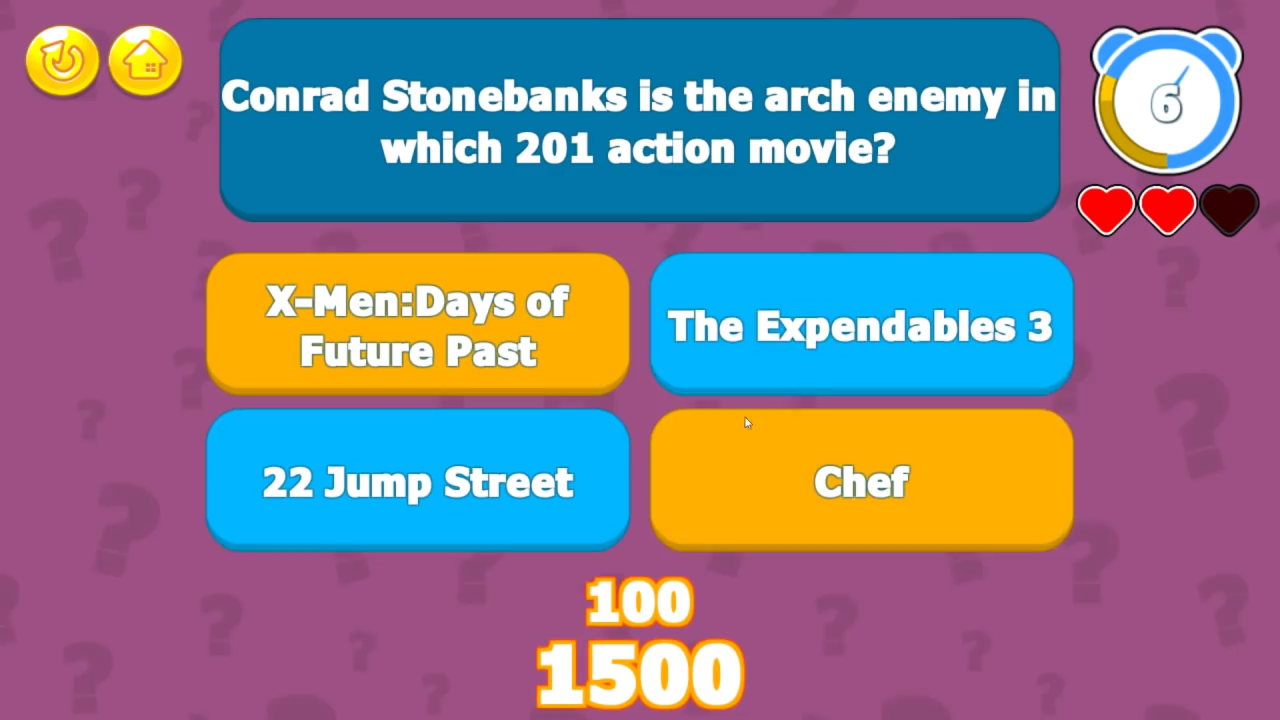 Conrad Stonebanks is the arch enemy in
which 201 action movie?
6
X-Men:Days of
Future Past
The Expendables 3
22 Jump Street
Chef
100
1500